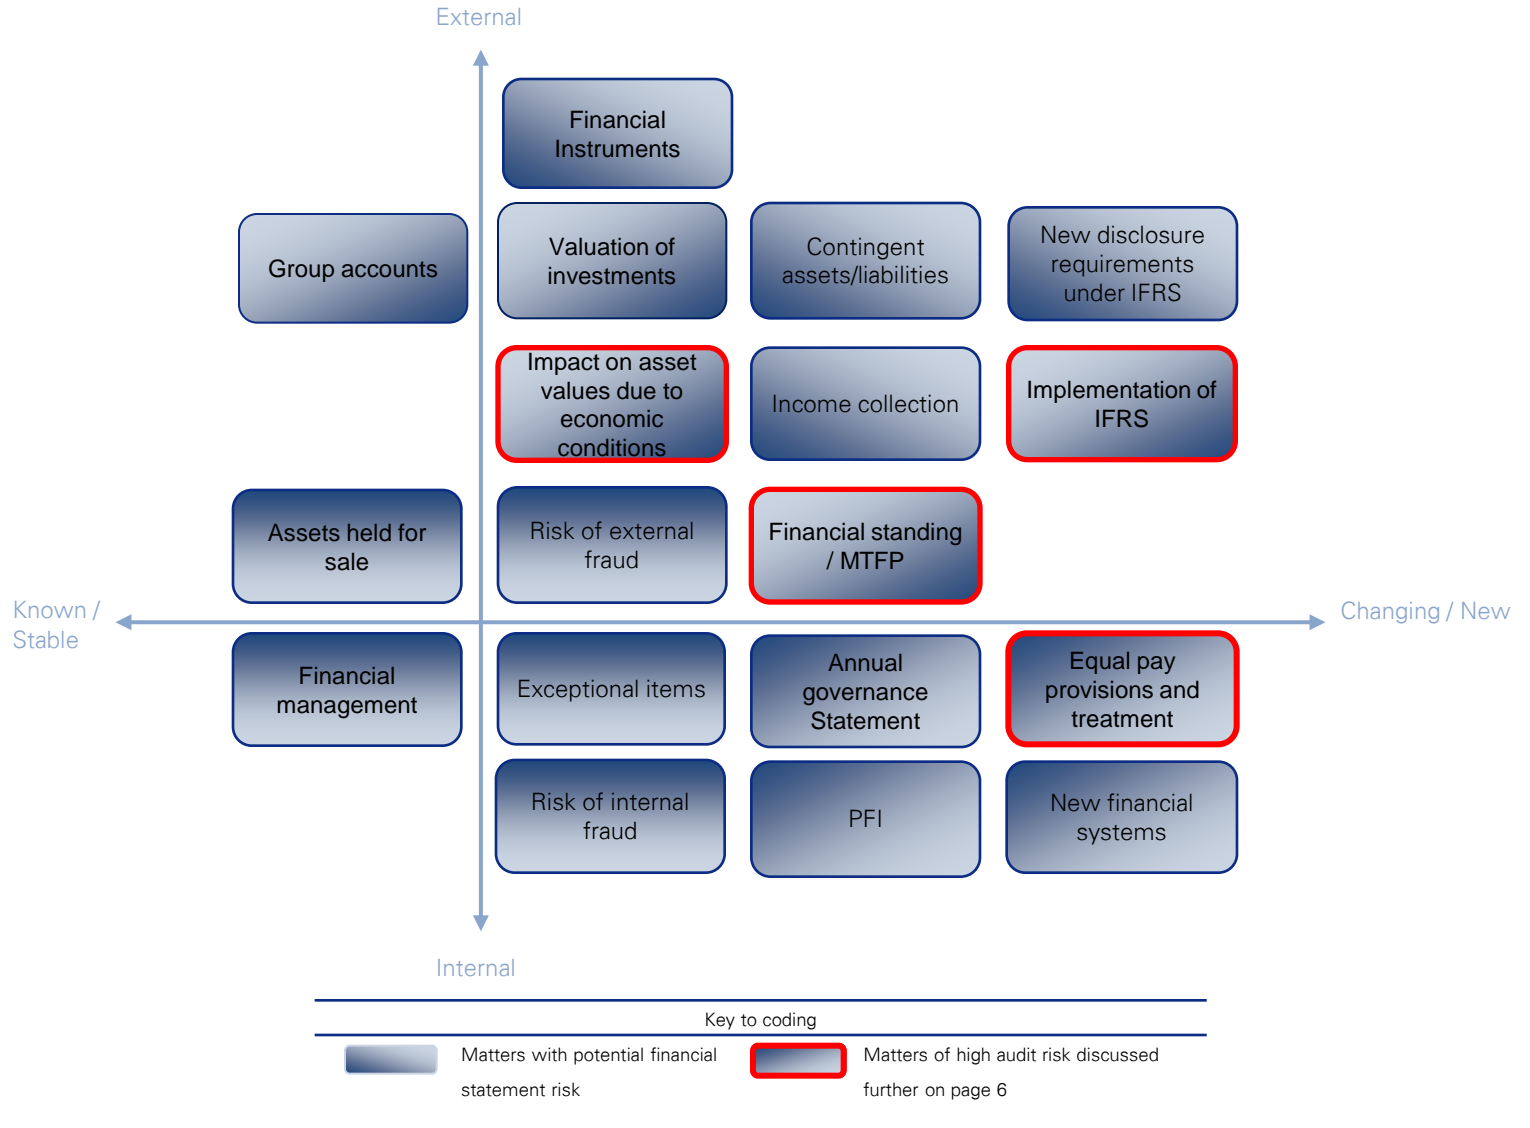 External
Financial
Instruments
Group accounts
Valuation of
investments
Contingent
assets/liabilities
New disclosure
requirements
under IFRS
Impact on asset
values due to
economic
conditions
Income collection
Implementation of
IFRS
Assets held for
sale
Risk of external
fraud
Financial standing
/ MTFP
Known /
Stable
Changing / New
Financial
management
Exceptional items
Annual
governance
Statement
Equal pay
provisions and
treatment
Risk of internal
fraud
PFI
New financial
systems
Internal
Key to coding
Matters with potential financial
statement risk
Matters of high audit risk discussed
further on page 6